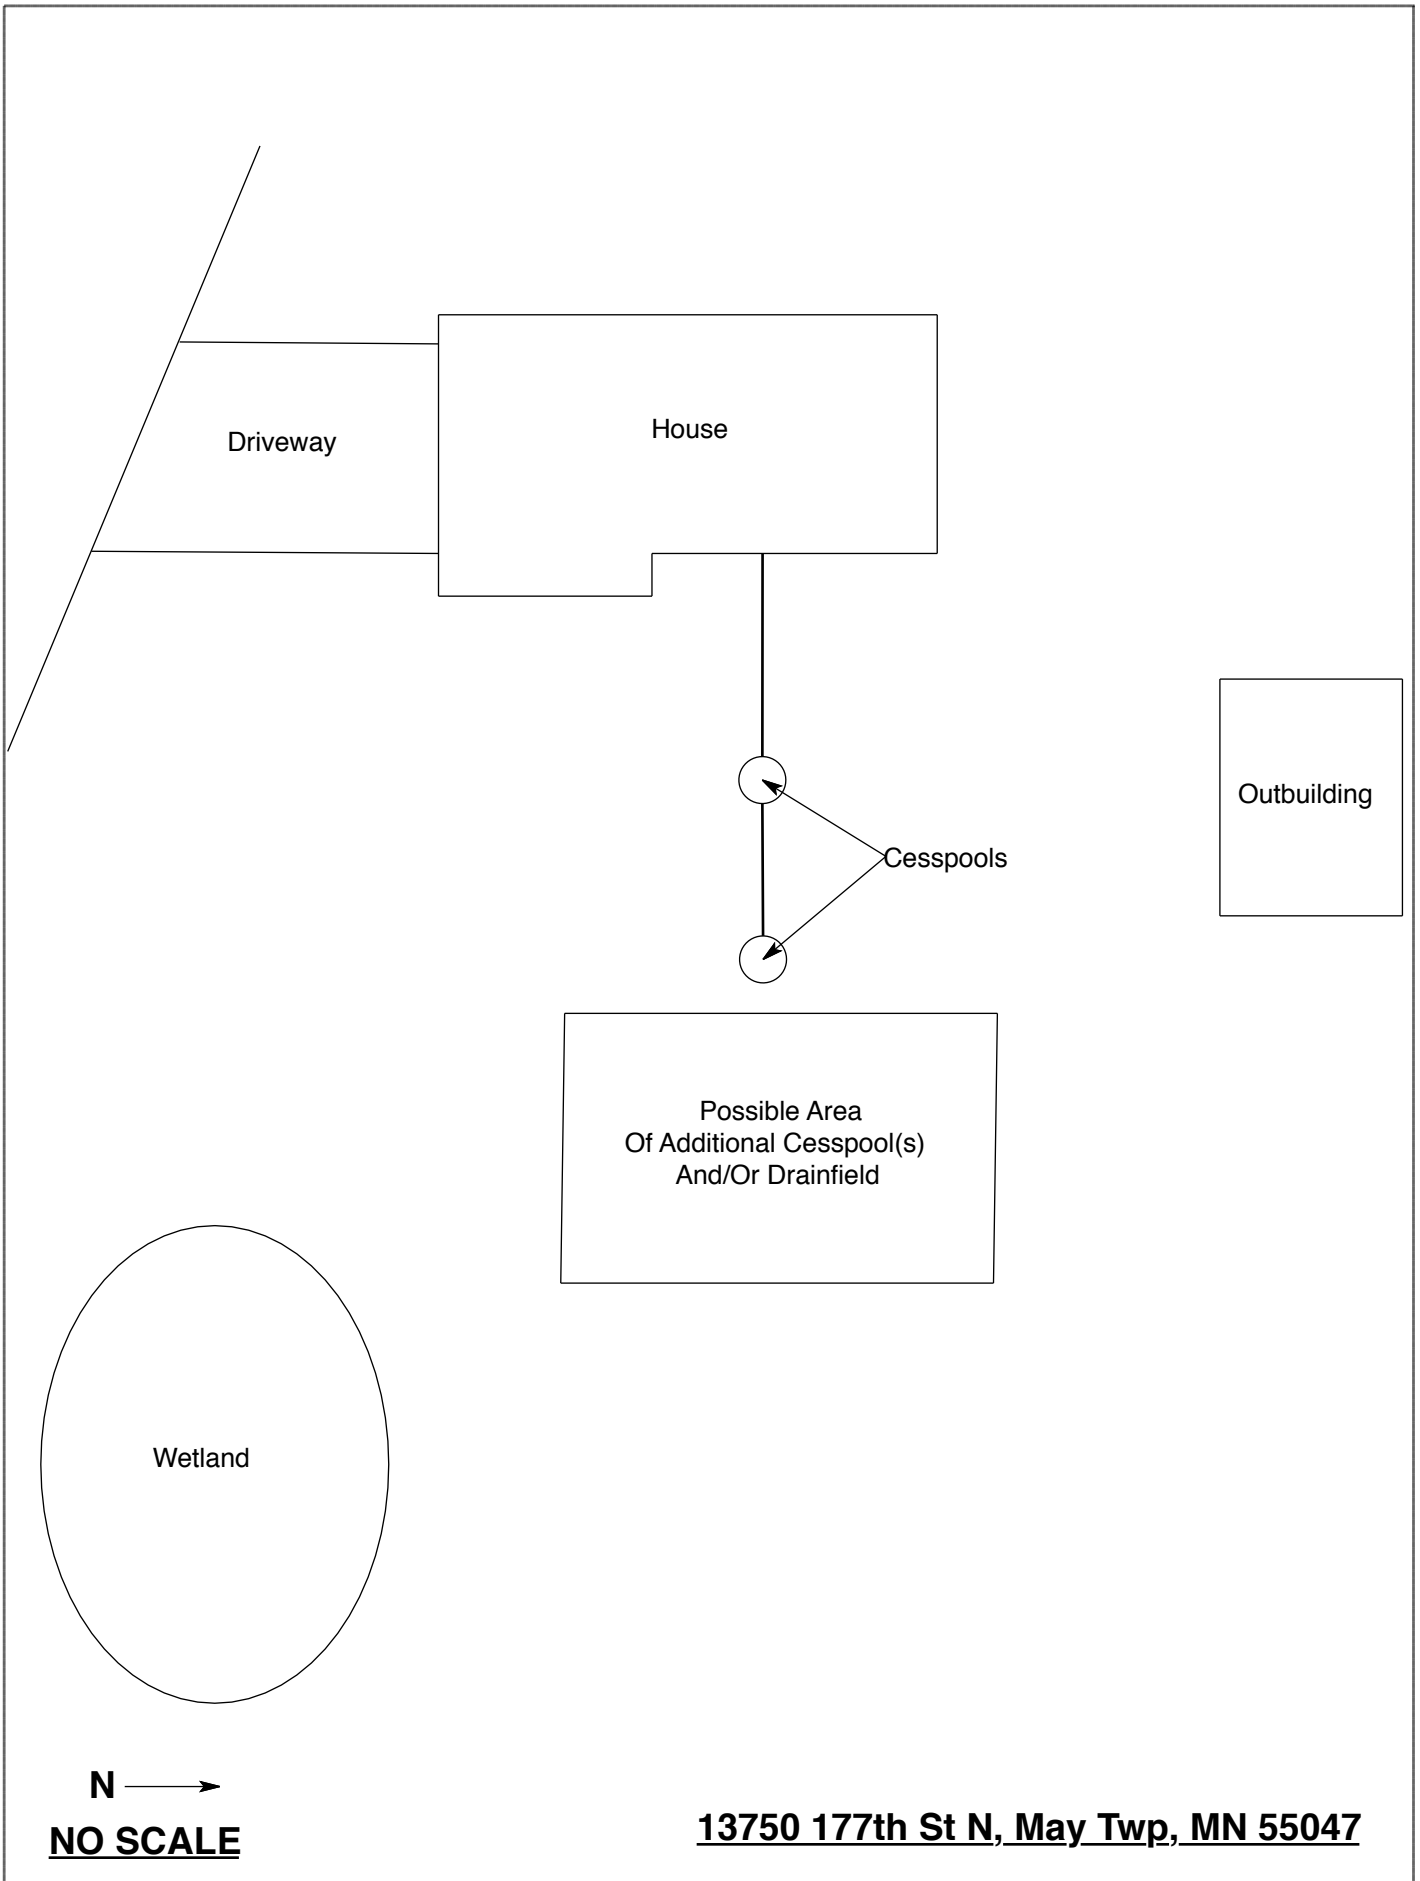 House
Driveway
Outbuilding
Cesspools
Possible Area
Of Additional Cesspool(s)
And/Or Drainfield
Wetland
N
NO SCALE
13750 177th St N, May Twp, MN 55047